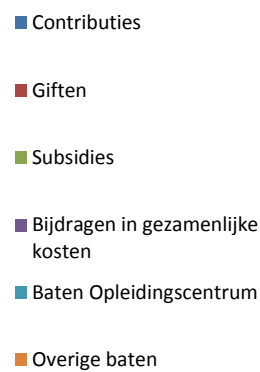 Contributies
Giften
Subsidies
Bijdragen in gezamenlijke
kosten
Baten Opleidingscentrum
Overige baten